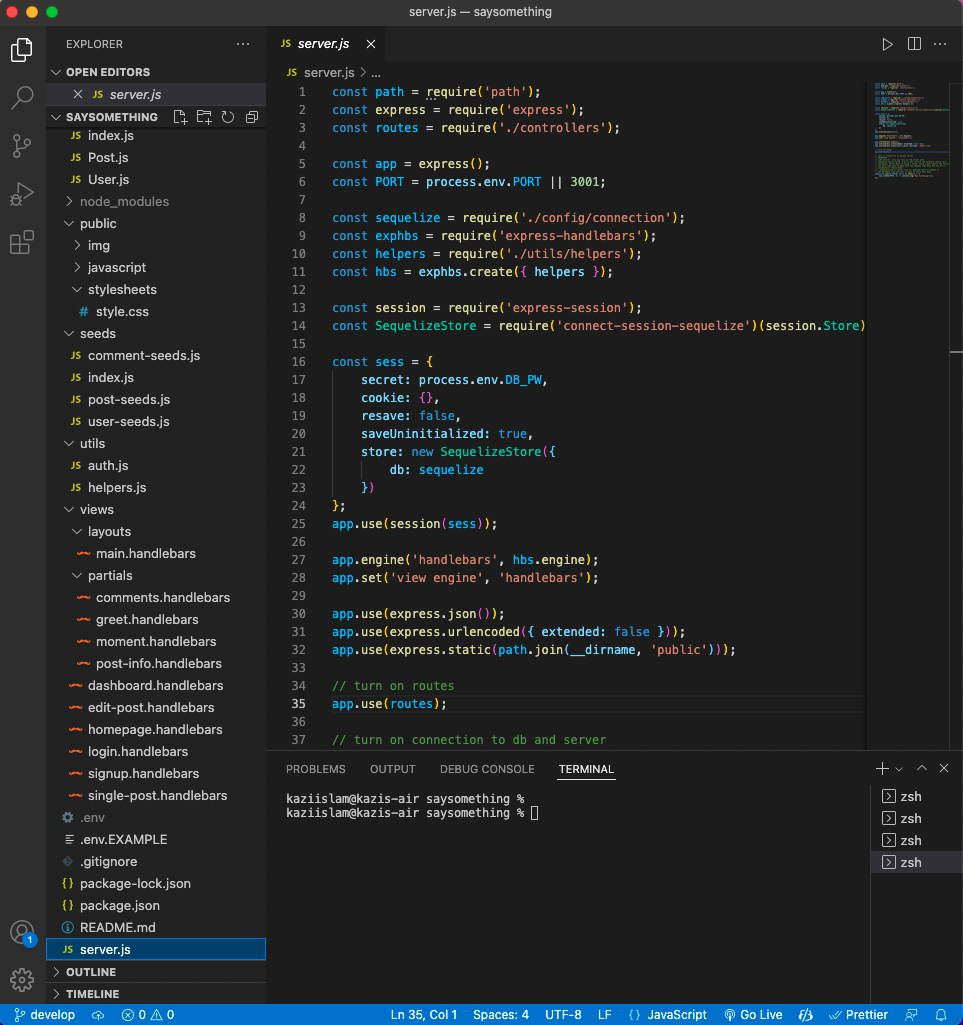 server.js — saysomething
EXPLORER
OPEN EDITORS
JS server.js
SAYSOMETHING
JS index.js
JS Post.js
JS User.js
node_modules
public
img
javascript
stylesheets
# style.css
seeds
JS comment-seeds.js
JS index.js
JS post-seeds.js
JS user-seeds.js
utils
JS auth.js
JS helpers.js
views
layouts
main.handlebars
partials
comments.handlebars
greet.handlebars
moment.handlebars
post-info.handlebars
dashboard.handlebars
edit-post.handlebars
homepage.handlebars
login.handlebars
signup.handlebars
single-post.handlebars
.env
.env.EXAMPLE
.gitignore
{} package-lock.json
{} package.json
README.md
JS server.js
OUTLINE
TIMELINE
1
JS server.js
JS server.js > ...
1 const path = require('path');
2 const express = require('express');
3 const routes = require('./controllers');
4
5 const app = express();
6 const PORT = process.env.PORT || 3001;
7
8 const sequelize = require('./config/connection');
9 const exphbs = require('express-handlebars');
10 const helpers = require('./utils/helpers');
11 const hbs = exphbs.create({ helpers });
12
13 const session = require('express-session');
14 const SequelizeStore = require('connect-session-sequelize')(session.Store)
15
16 const sess = {
17 secret: process.env.DB_PW,
18 cookie: {},
19 resave: false,
20 saveUninitialized: true,
21 store: new SequelizeStore({
22 db: sequelize
23 })
24 };
25 app.use(session(sess));
26
27 app.engine('handlebars', hbs.engine);
28 app.set('view engine', 'handlebars');
29
30 app.use(express.json());
31 app.use(express.urlencoded({ extended: false }));
32 app.use(express.static(path.join(__dirname, 'public')));
33
34 // turn on routes
35 app.use(routes);
36
37 // turn on connection to db and server
PROBLEMS OUTPUT DEBUG CONSOLE TERMINAL
kaziislam@kazis-air saysomething %
kaziislam@kazis-air saysomething %
zsh
zsh
zsh
zsh
develop 0 0 Ln 35, Col 1 Spaces: 4 UTF-8 LF {} JavaScript Go Live Prettier